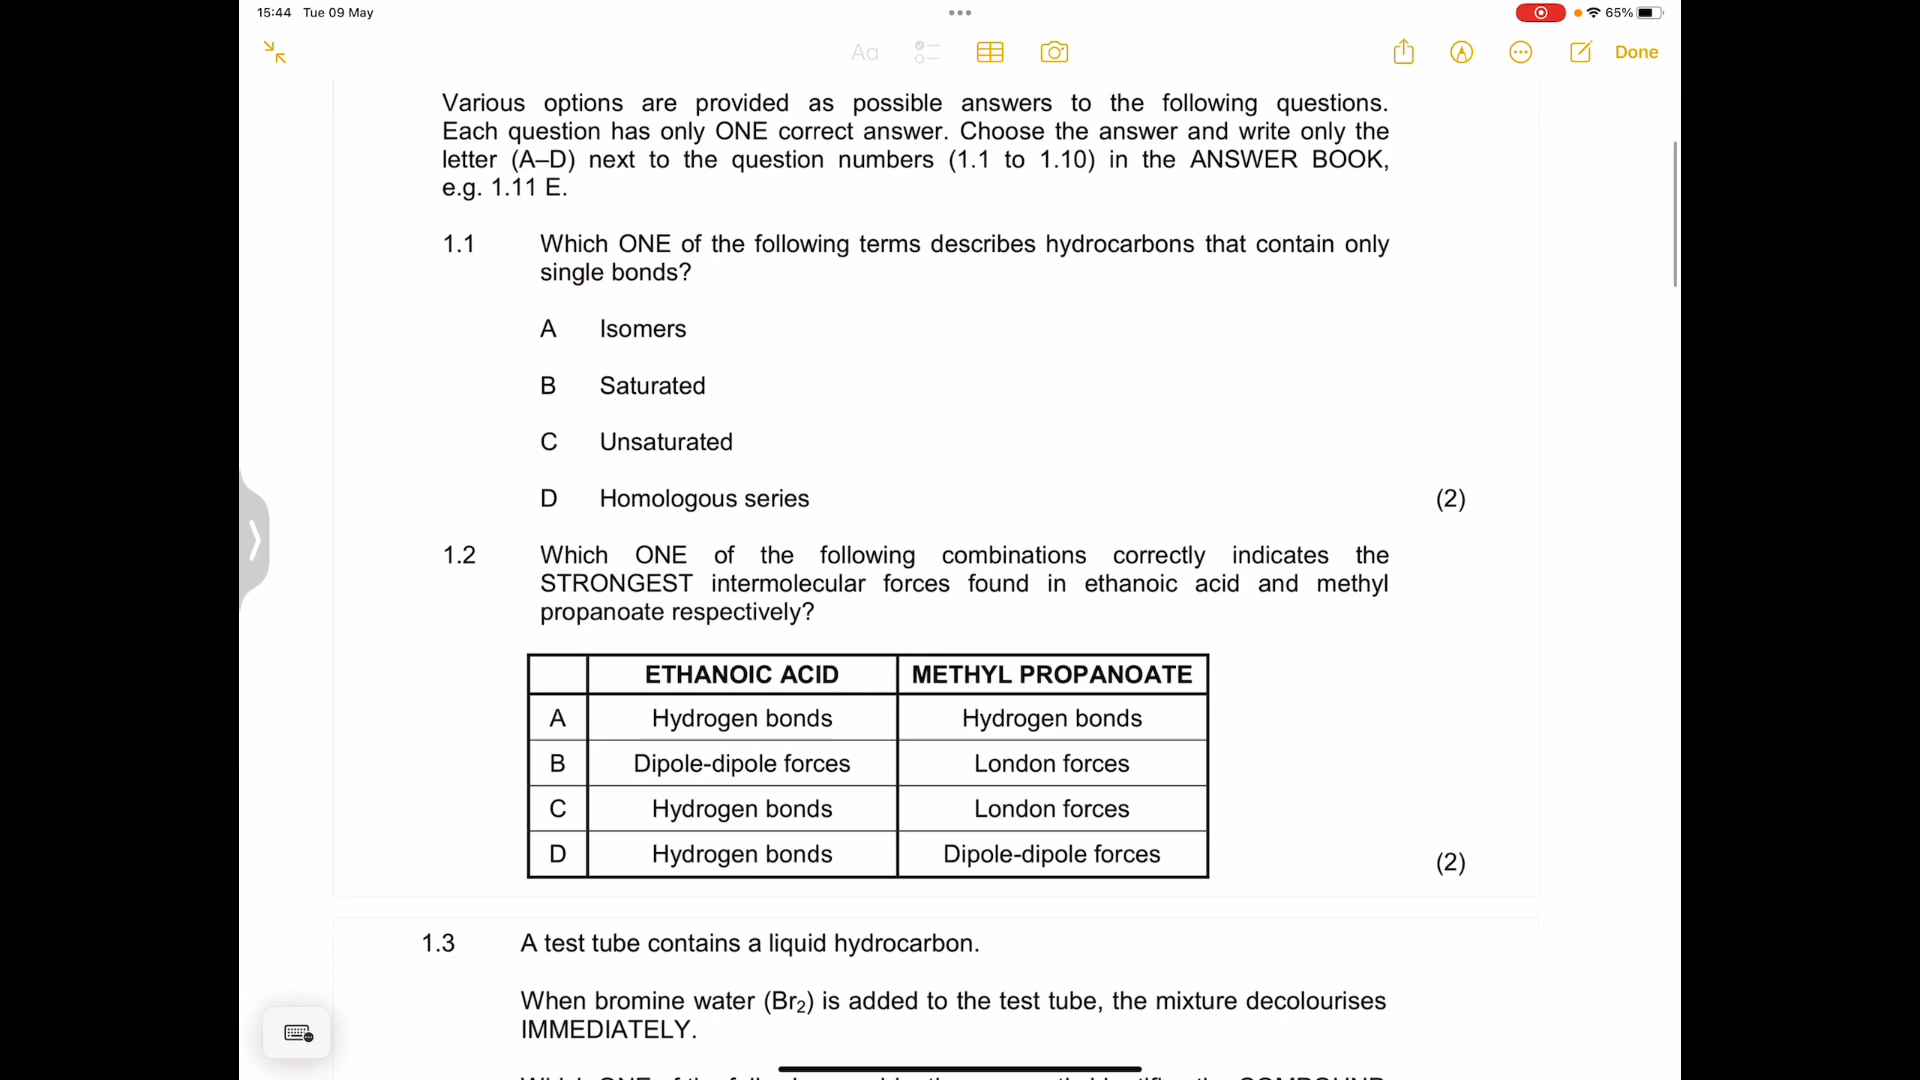 15:44 Tue 09 May
65%
Aa
Done
Various options are provided as possible answers to the following questions.
Each question has only ONE correct answer. Choose the answer and write only the
letter (A–D) next to the question numbers (1.1 to 1.10) in the ANSWER BOOK,
e.g. 1.11 E.
1.1 Which ONE of the following terms describes hydrocarbons that contain only
single bonds?
A Isomers
B Saturated
C Unsaturated
D Homologous series (2)
1.2 Which ONE of the following combinations correctly indicates the
STRONGEST intermolecular forces found in ethanoic acid and methyl
propanoate respectively?
ETHANOIC ACID METHYL PROPANOATE
A Hydrogen bonds Hydrogen bonds
B Dipole-dipole forces London forces
C Hydrogen bonds London forces
D Hydrogen bonds Dipole-dipole forces
(2)
1.3 A test tube contains a liquid hydrocarbon.
When bromine water (Br₂) is added to the test tube, the mixture decolourises
IMMEDIATELY.